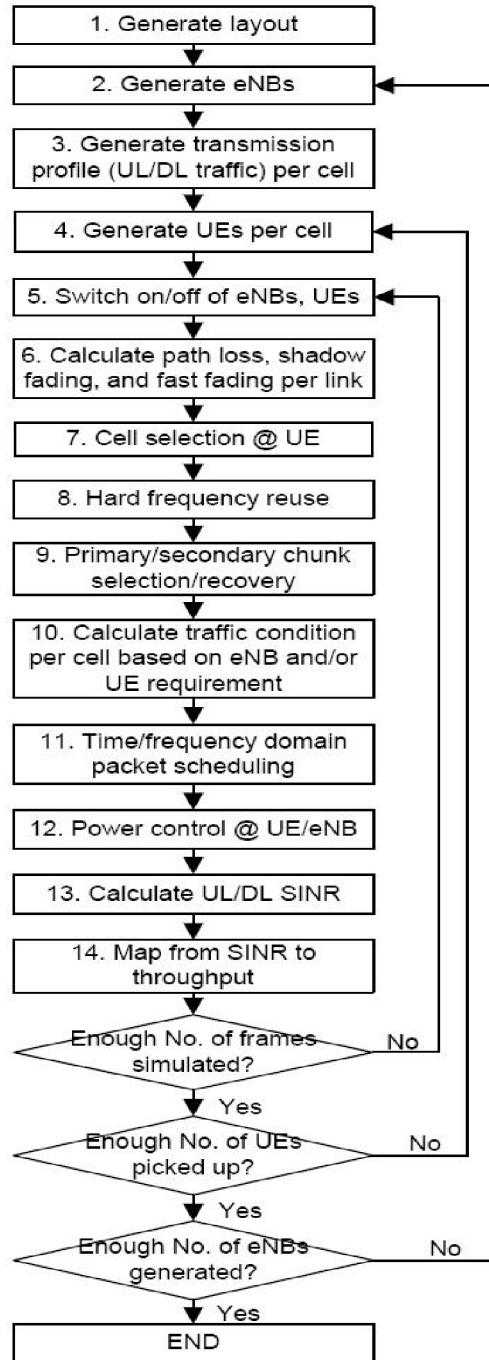 1. Generate layout
2. Generate eNBs
3. Generate transmission
profile (UL/DL traffic) per cell
4. Generate UEs per cell
5. Switch on/off of eNBs, UEs
6. Calculate path loss, shadow
fading, and fast fading per link
7. Cell selection @ UE
8. Hard frequency reuse
9. Primary/secondary chunk
selection/recovery
10. Calculate traffic condition
per cell based on eNB and/or
UE requirement
11. Time/frequency domain
packet scheduling
12. Power control @ UE/eNB
13. Calculate UL/DL SINR
14. Map from SINR to
throughput
Enough No. of frames
simulated?
No
Yes
Enough No. of UEs
picked up?
No
Yes
Enough No. of eNBs
generated?
No
Yes
END